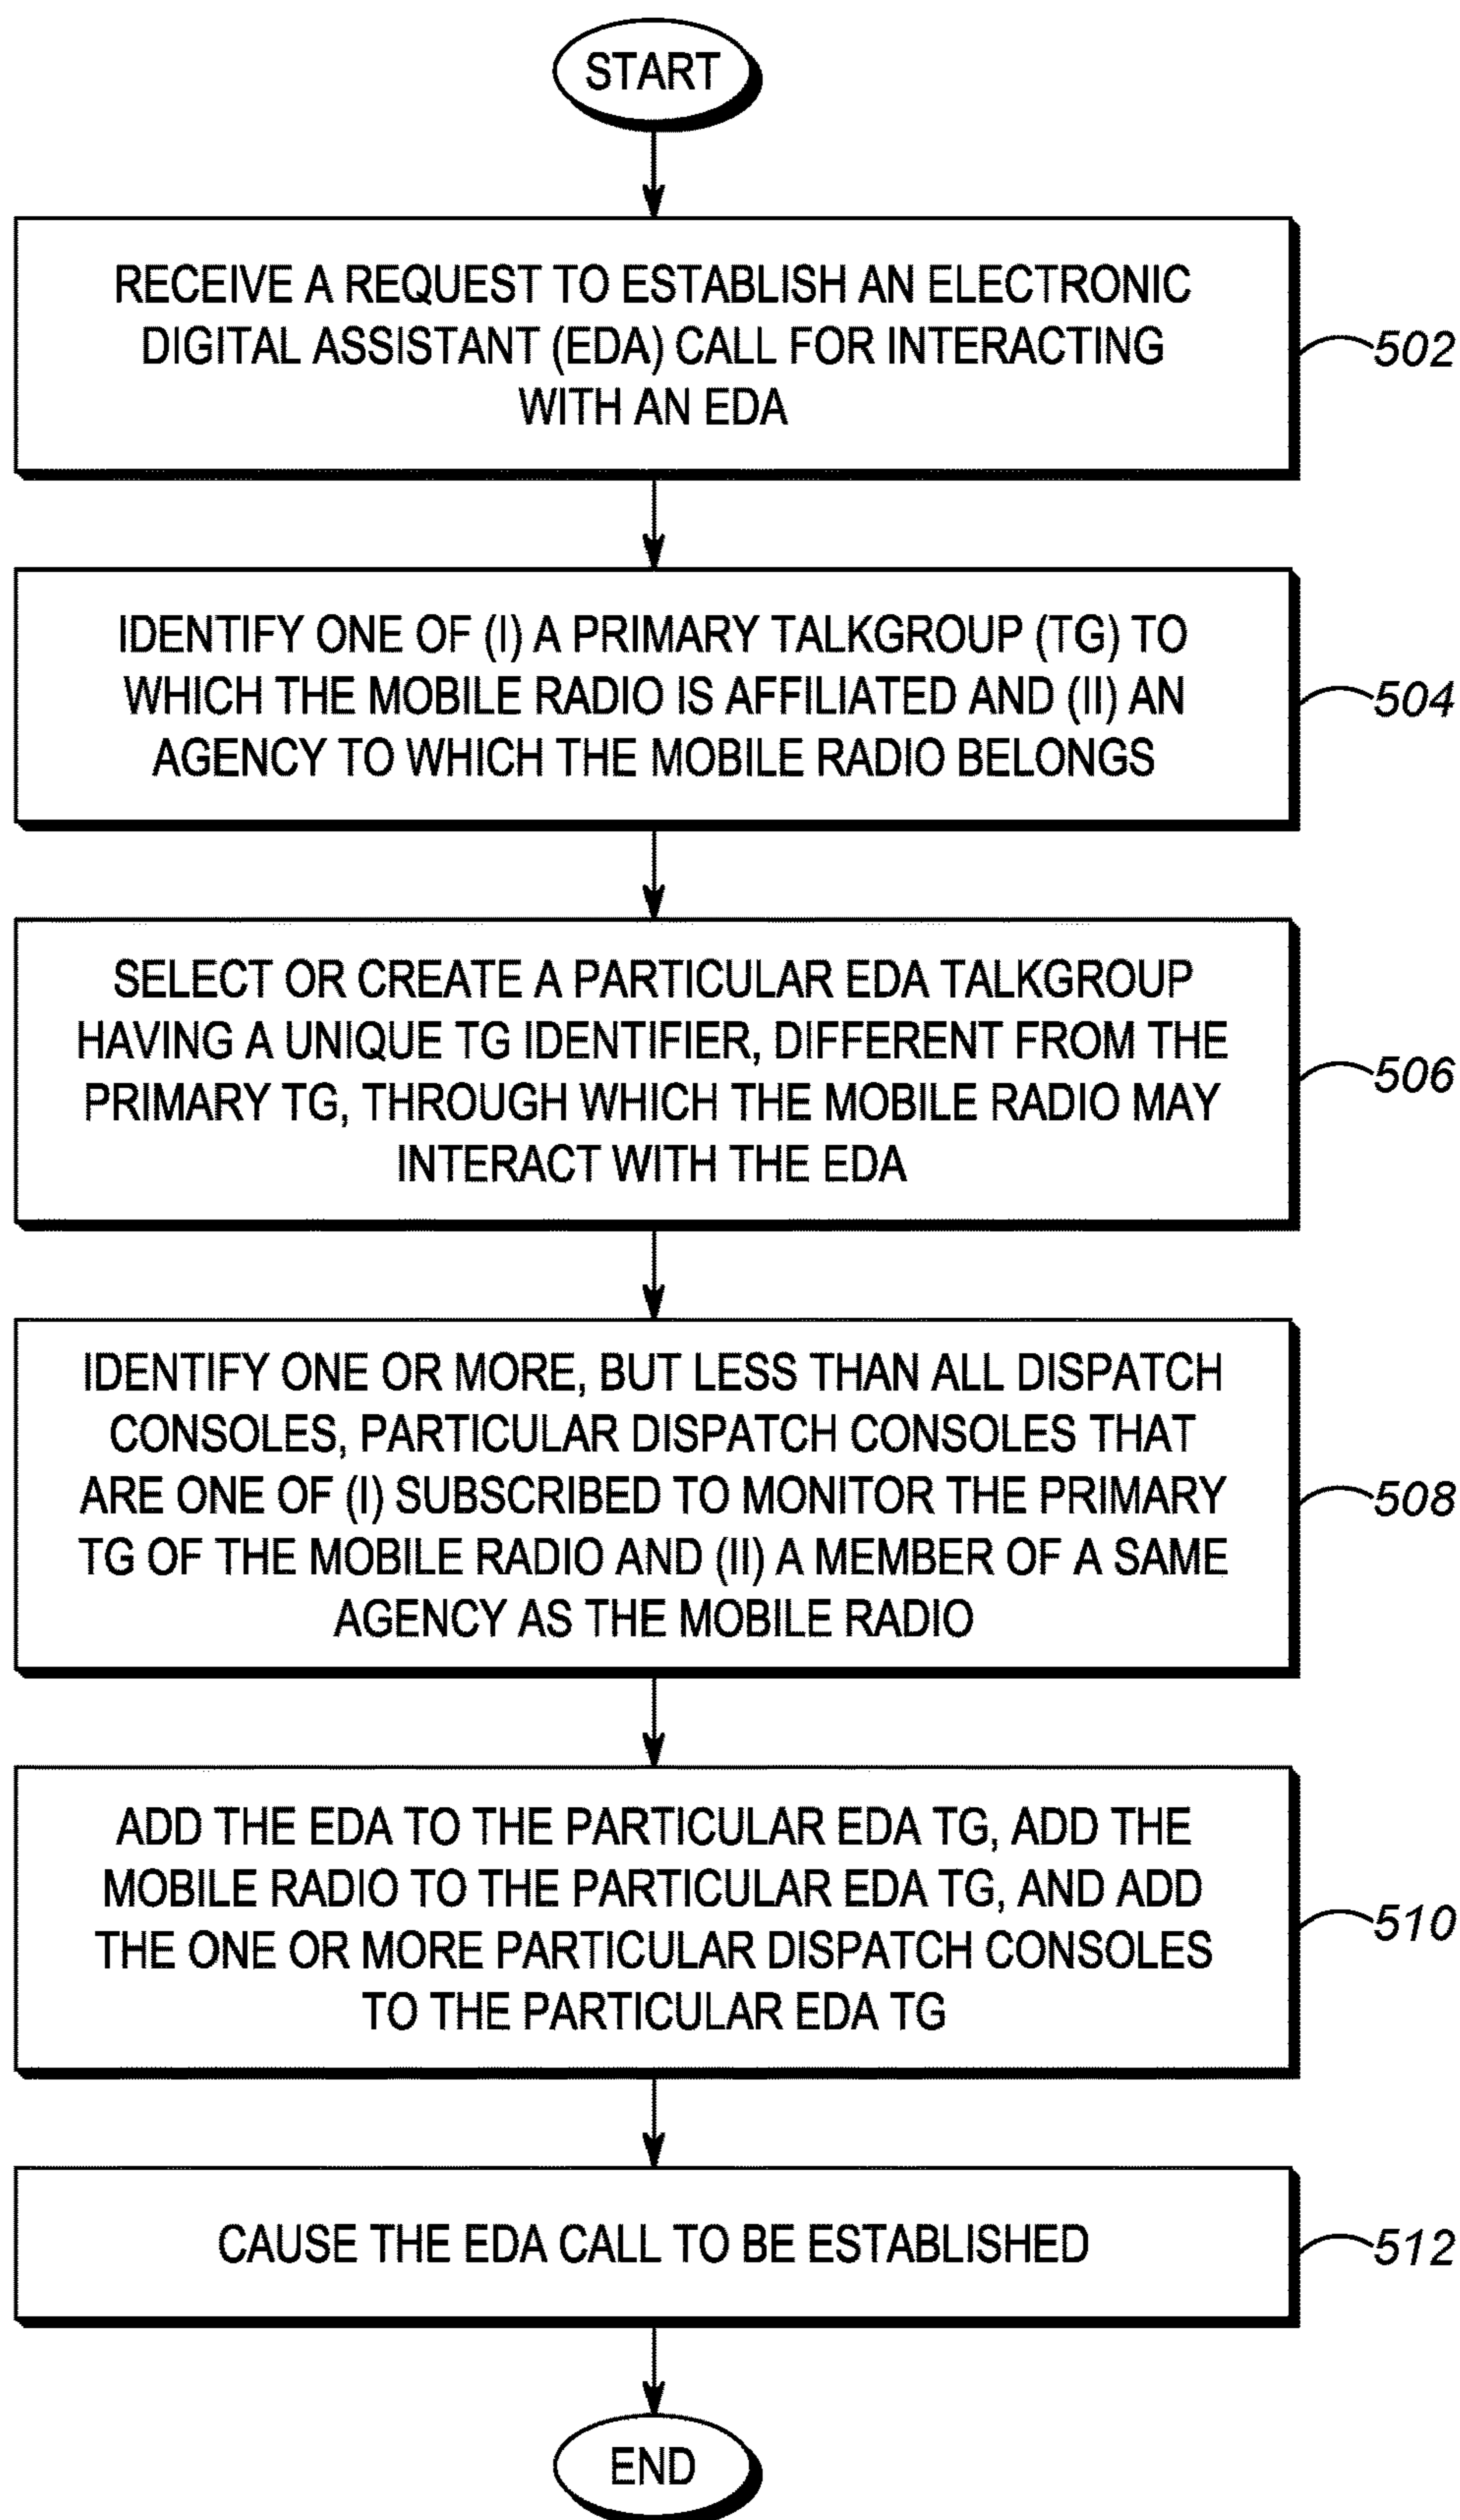 START
RECEIVE A REQUEST TO ESTABLISH AN ELECTRONIC
DIGITAL ASSISTANT (EDA) CALL FOR INTERACTING
WITH AN EDA
502
IDENTIFY ONE OF (I) A PRIMARY TALKGROUP (TG) TO
WHICH THE MOBILE RADIO IS AFFILIATED AND (II) AN
AGENCY TO WHICH THE MOBILE RADIO BELONGS
504
SELECT OR CREATE A PARTICULAR EDA TALKGROUP
HAVING A UNIQUE TG IDENTIFIER, DIFFERENT FROM THE
PRIMARY TG, THROUGH WHICH THE MOBILE RADIO MAY
INTERACT WITH THE EDA
506
IDENTIFY ONE OR MORE, BUT LESS THAN ALL DISPATCH
CONSOLES, PARTICULAR DISPATCH CONSOLES THAT
ARE ONE OF (I) SUBSCRIBED TO MONITOR THE PRIMARY
TG OF THE MOBILE RADIO AND (II) A MEMBER OF A SAME
AGENCY AS THE MOBILE RADIO
508
ADD THE EDA TO THE PARTICULAR EDA TG, ADD THE
MOBILE RADIO TO THE PARTICULAR EDA TG, AND ADD
THE ONE OR MORE PARTICULAR DISPATCH CONSOLES
TO THE PARTICULAR EDA TG
510
CAUSE THE EDA CALL TO BE ESTABLISHED
512
END